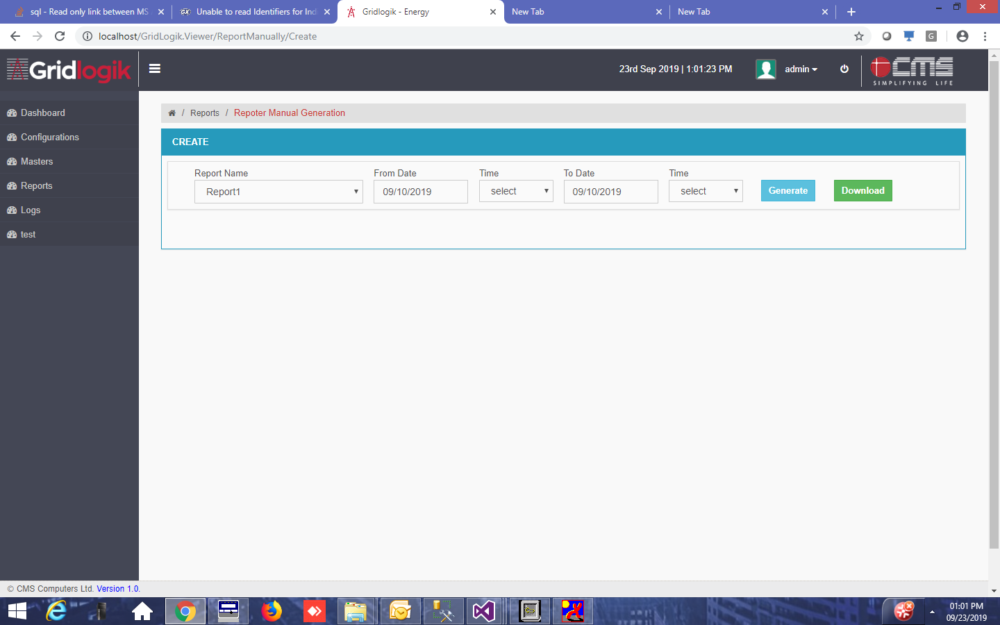 sql - Read only link between MS
Unable to read Identifiers for Ind
Gridlogik - Energy
New Tab
New Tab
localhost/GridLogik.Viewer/ReportManually/Create
G
Gridlogik
23rd Sep 2019 | 1:01:23 PM
admin
CMS
SIMPLIFYING LIFE
Dashboard
Configurations
Masters
Reports
Logs
test
/ Reports / Repoter Manual Generation
CREATE
Report Name
From Date
Time
To Date
Time
Report1
09/10/2019
select
09/10/2019
select
Generate
Download
© CMS Computers Ltd. Version 1.0.
01:01 PM
09/23/2019